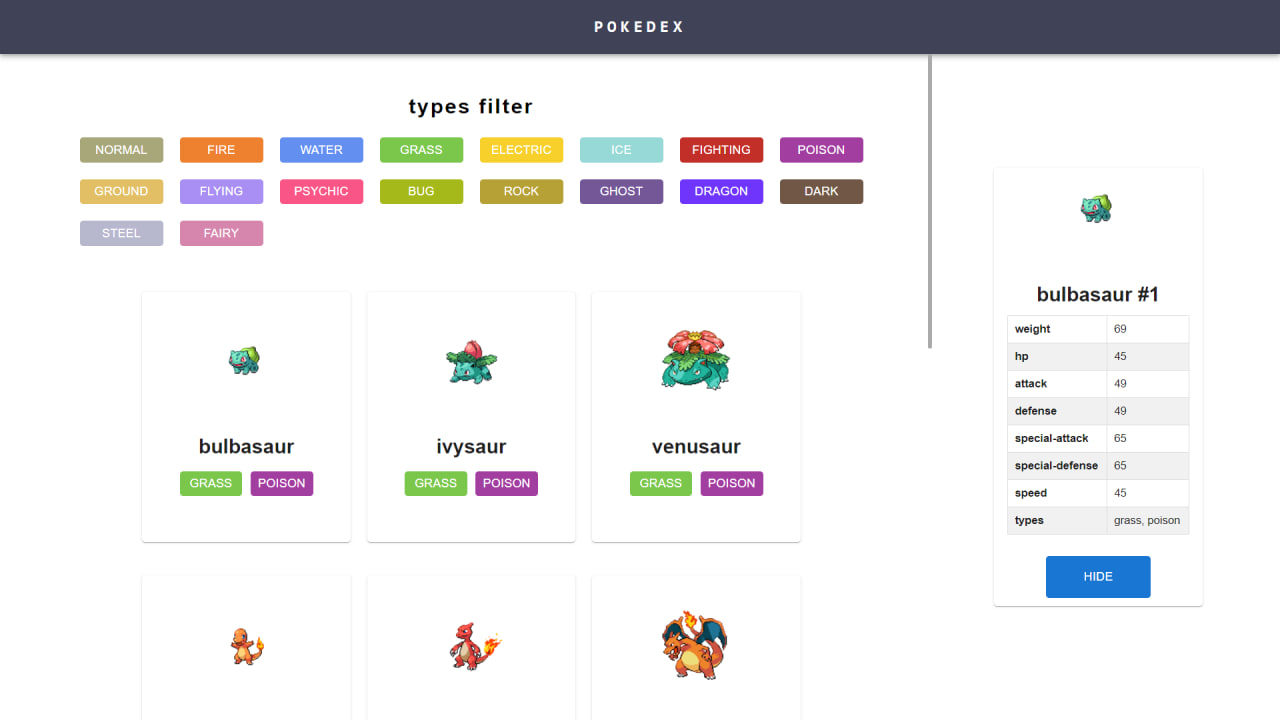 POKEDEX
types filter
NORMAL FIRE WATER GRASS ELECTRIC ICE FIGHTING POISON
GROUND FLYING PSYCHIC BUG ROCK GHOST DRAGON DARK
STEEL FAIRY
bulbasaur ivysaur venusaur
GRASS POISON GRASS POISON GRASS POISON
bulbasaur #1
weight 69
hp 45
attack 49
defense 49
special-attack 65
special-defense 65
speed 45
types grass, poison
HIDE